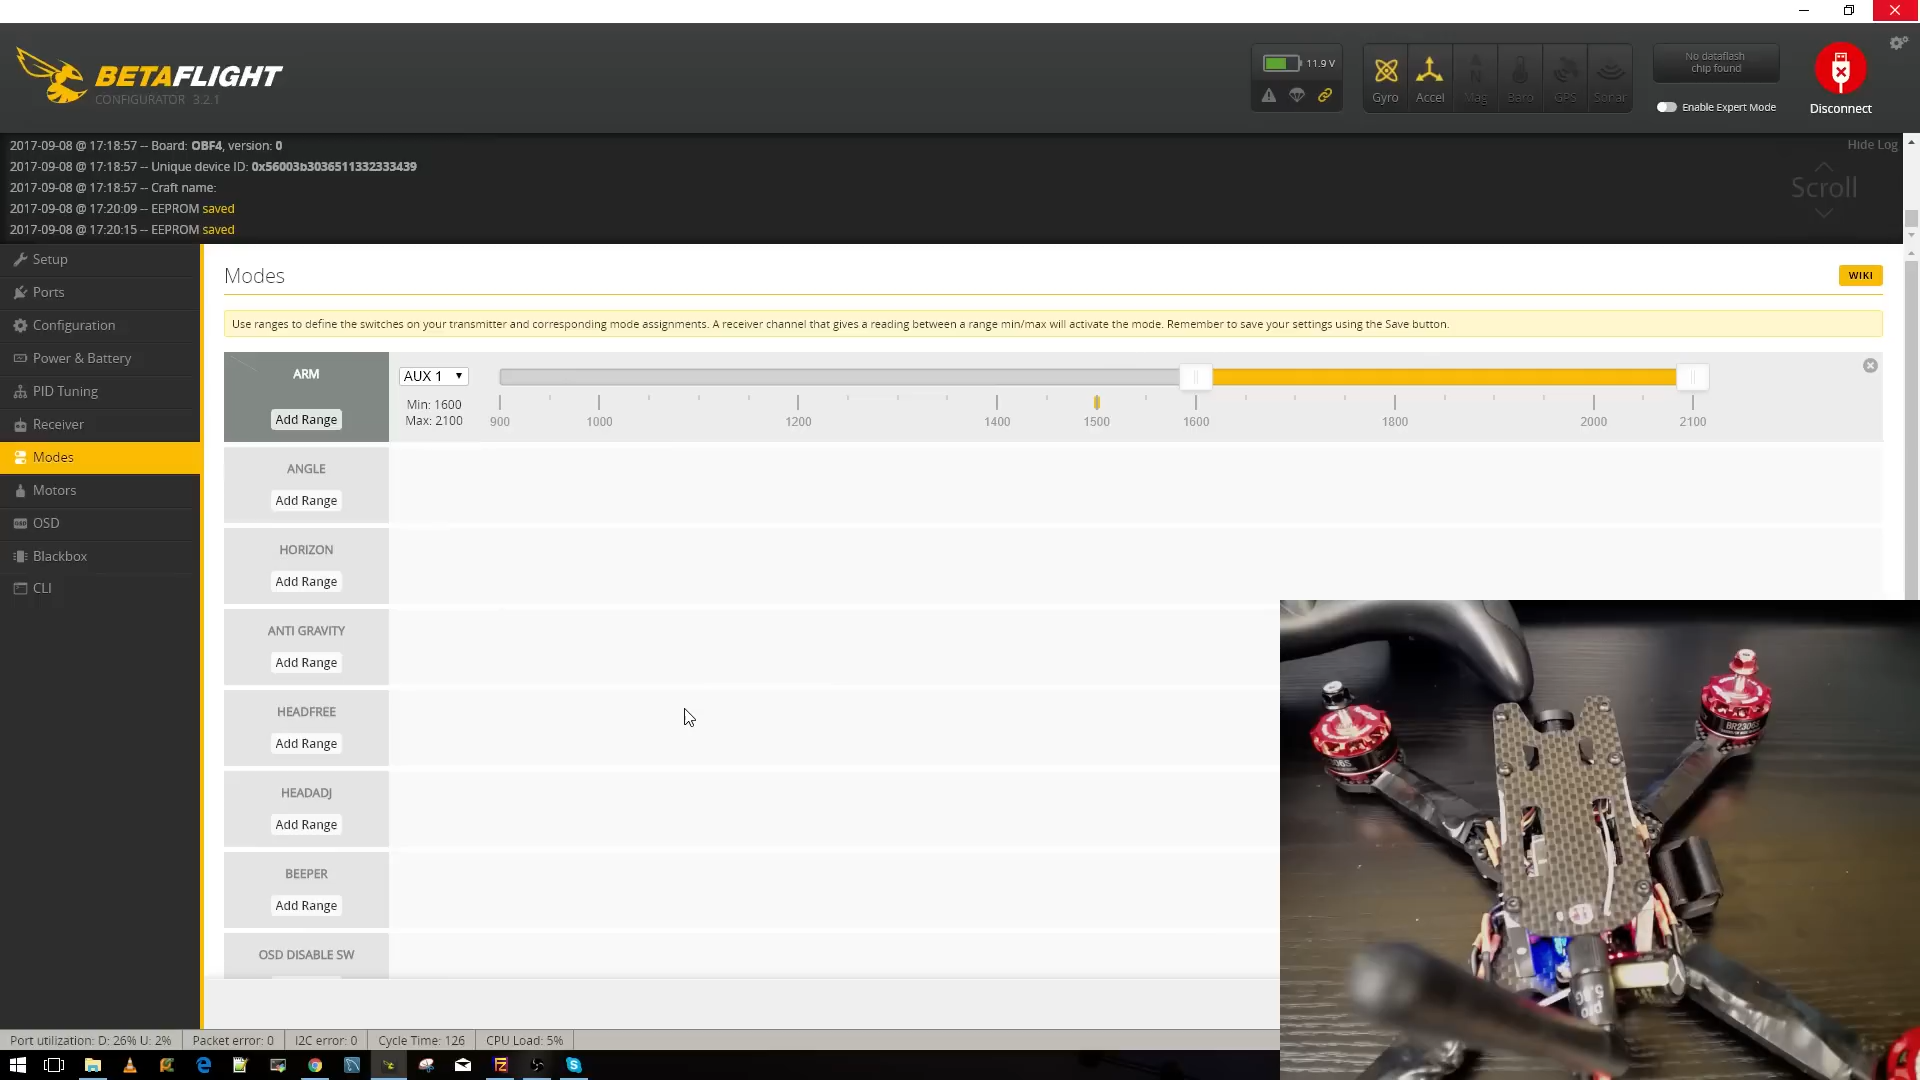 BETAFLIGHT
CONFIGURATOR 3.2.1
11.9 V
Gyro
Accel
Mag
Baro
GPS
Sonar
No dataflash
chip found
Enable Expert Mode
Disconnect
2017-09-08 @ 17:18:57 -- Board: OBF4, version: 0
2017-09-08 @ 17:18:57 -- Unique device ID: 0x56003b3036511332333439
2017-09-08 @ 17:18:57 -- Craft name:
2017-09-08 @ 17:20:09 -- EEPROM saved
2017-09-08 @ 17:20:15 -- EEPROM saved
Hide Log
Scroll
Setup
Ports
Configuration
Power & Battery
PID Tuning
Receiver
Modes
Motors
OSD
Blackbox
CLI
Modes
WIKI
Use ranges to define the switches on your transmitter and corresponding mode assignments. A receiver channel that gives a reading between a range min/max will activate the mode. Remember to save your settings using the Save button.
ARM
Add Range
AUX 1
Min: 1600
Max: 2100
900 1000 1200 1400 1500 1600 1800 2000 2100
ANGLE
Add Range
HORIZON
Add Range
ANTI GRAVITY
Add Range
HEADFREE
Add Range
HEADADJ
Add Range
BEEPER
Add Range
OSD DISABLE SW
BR2306S
306S
5.8G
pro
Port utilization: D: 26% U: 2%
Packet error: 0
I2C error: 0
Cycle Time: 126
CPU Load: 5%